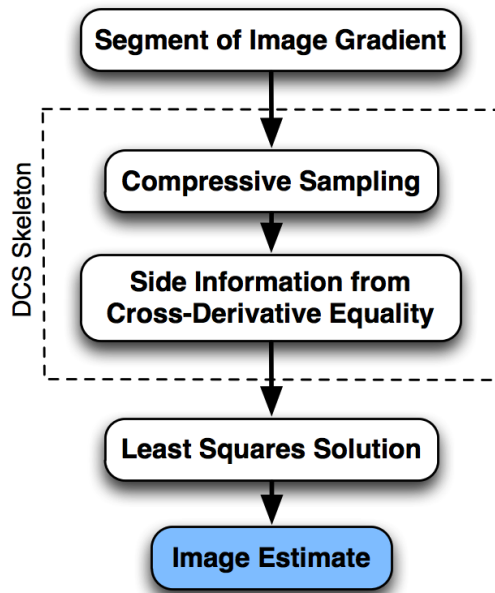 Segment of Image Gradient
DCS Skeleton
Compressive Sampling
Side Information from
Cross-Derivative Equality
Least Squares Solution
Image Estimate